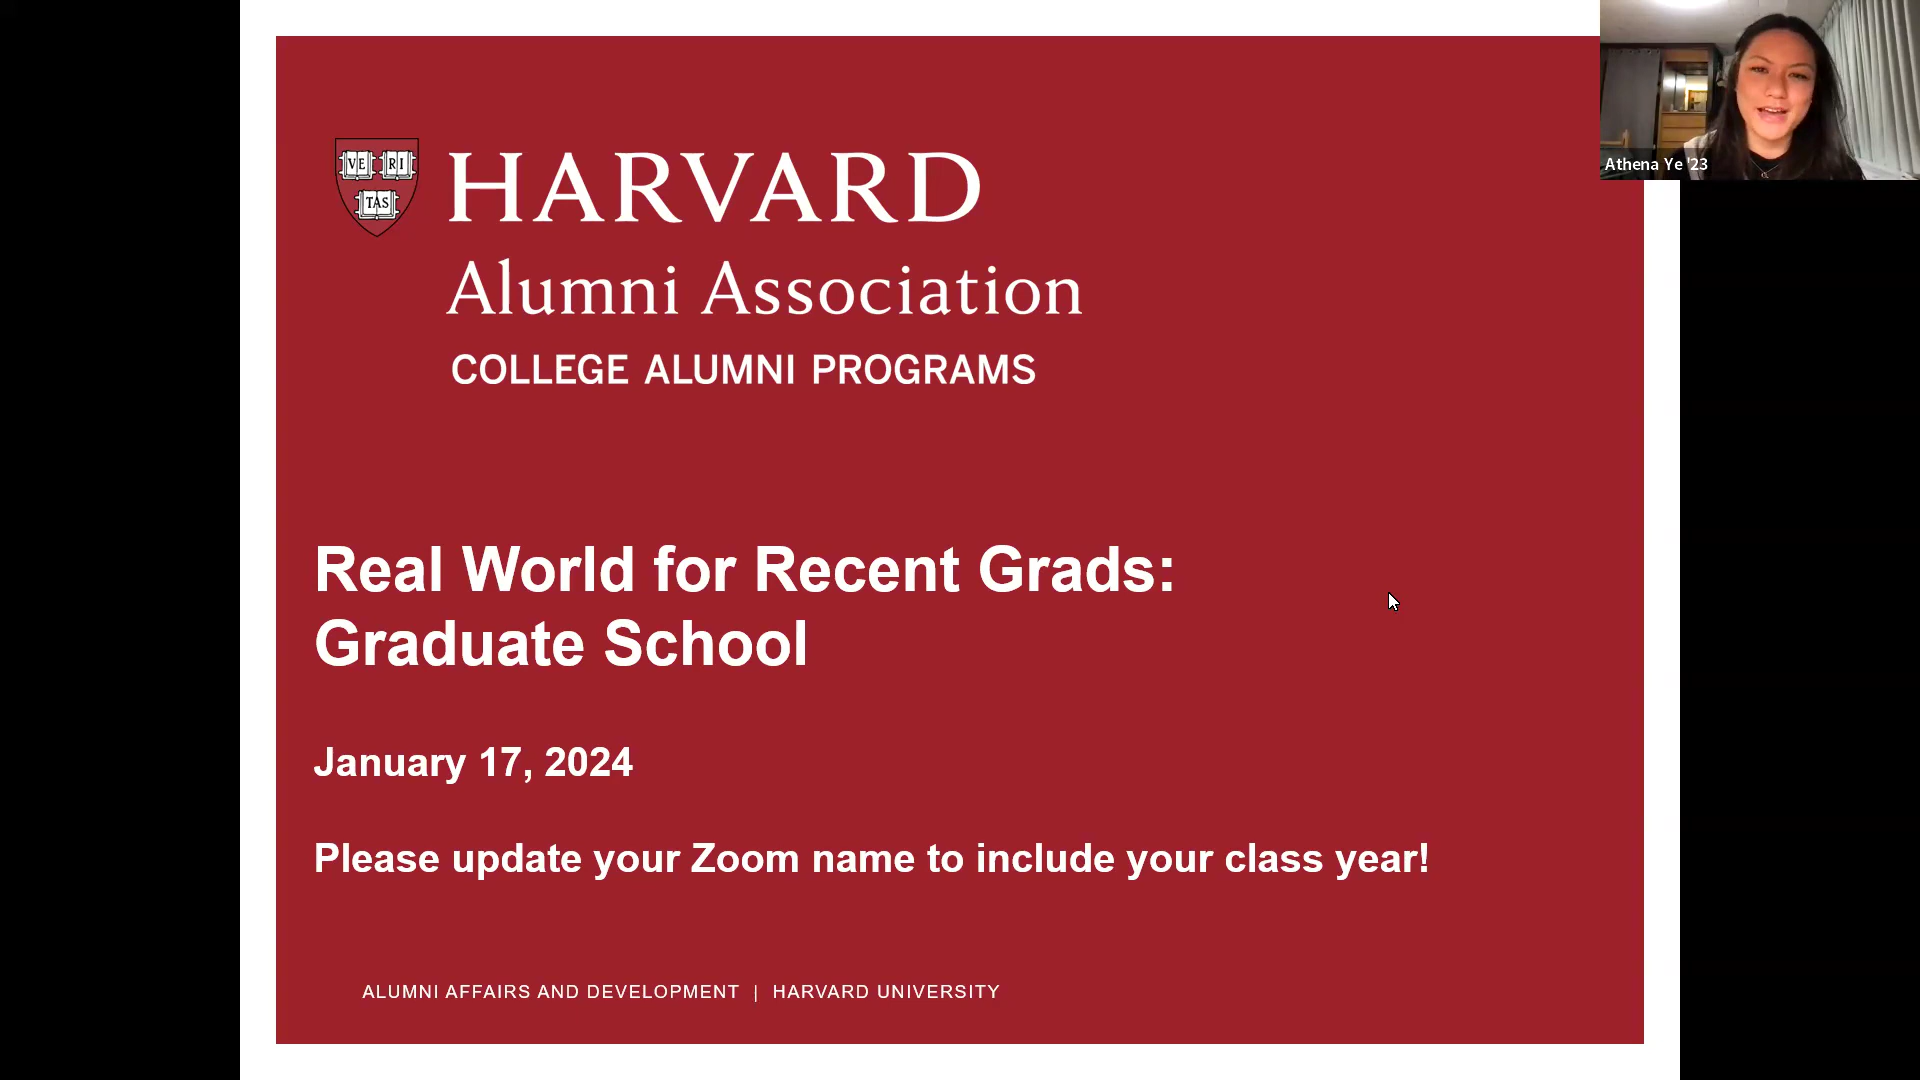 VE RI
TAS
HARVARD
Alumni Association
COLLEGE ALUMNI PROGRAMS
Athena Ye '23
Real World for Recent Grads:
Graduate School
January 17, 2024
Please update your Zoom name to include your class year!
ALUMNI AFFAIRS AND DEVELOPMENT | HARVARD UNIVERSITY